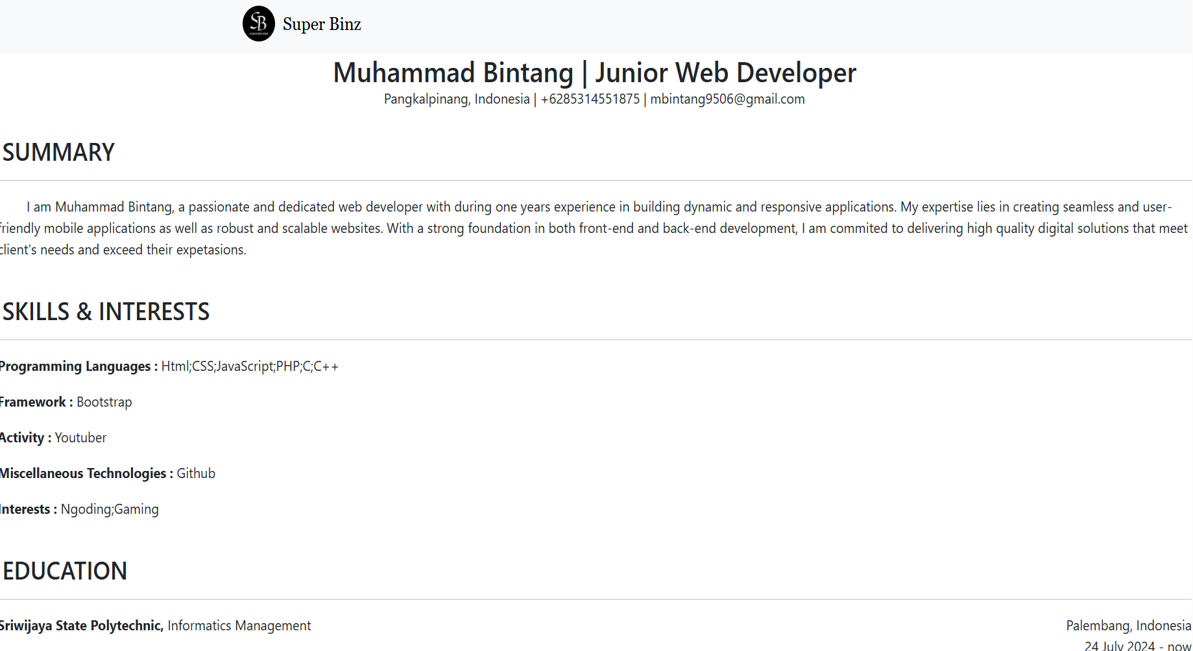 SB
Super Binz
Muhammad Bintang | Junior Web Developer
Pangkalpinang, Indonesia | +6285314551875 | mbintang9506@gmail.com
SUMMARY
I am Muhammad Bintang, a passionate and dedicated web developer with during one years experience in building dynamic and responsive applications. My expertise lies in creating seamless and user-
friendly mobile applications as well as robust and scalable websites. With a strong foundation in both front-end and back-end development, I am commited to delivering high quality digital solutions that meet
client's needs and exceed their expetasions.
SKILLS & INTERESTS
Programming Languages : Html;CSS;JavaScript;PHP;C;C++
Framework : Bootstrap
Activity : Youtuber
Miscellaneous Technologies : Github
Interests : Ngoding;Gaming
EDUCATION
Sriwijaya State Polytechnic, Informatics Management
Palembang, Indonesia
24 July 2024 - now